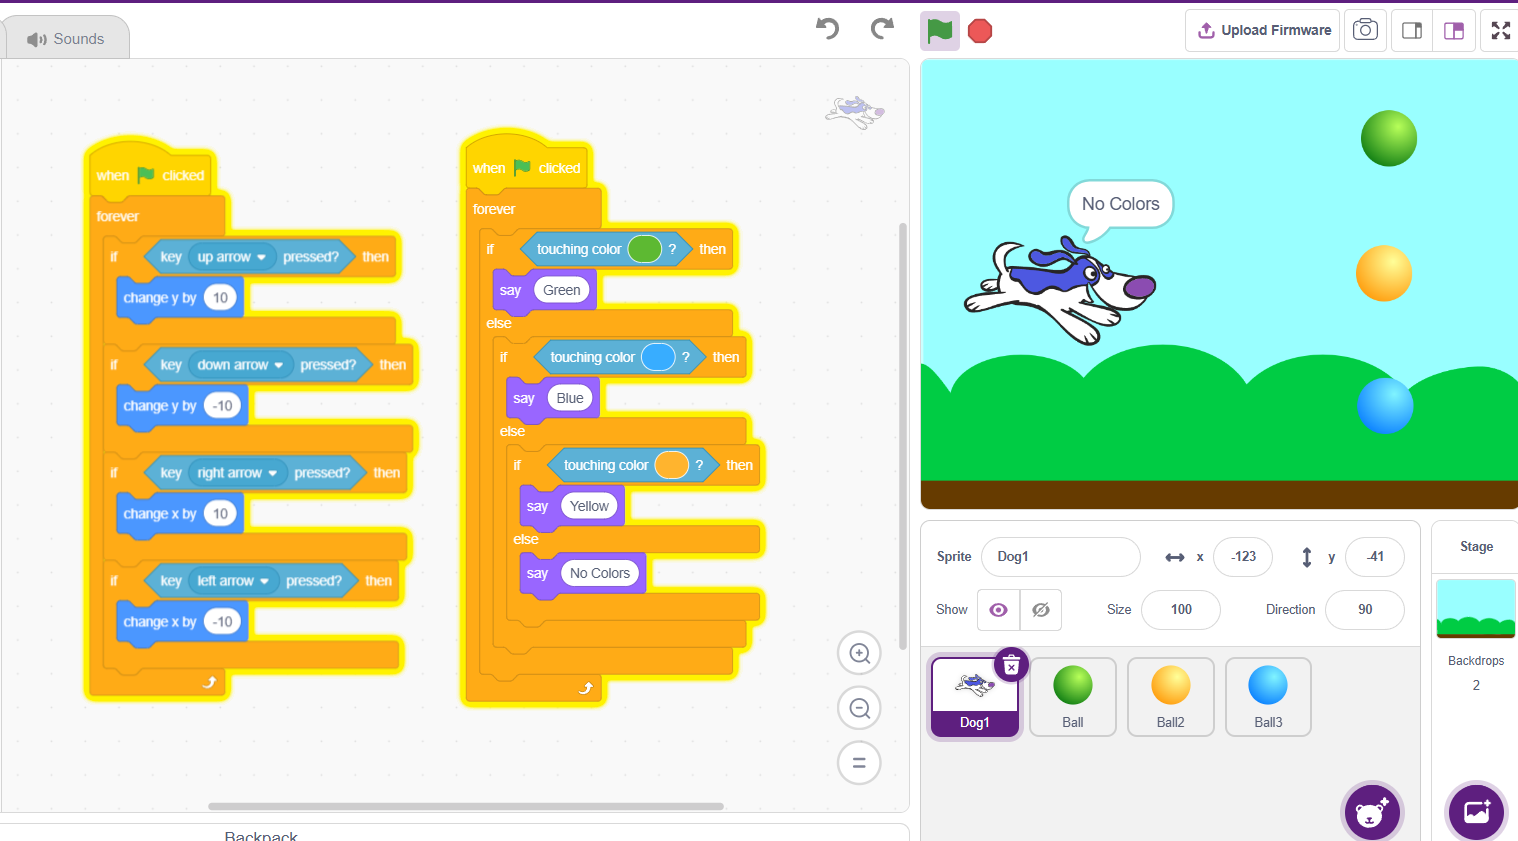 Sounds
Upload Firmware
when clicked
forever
if key up arrow pressed? then
change y by 10
if key down arrow pressed? then
change y by -10
if key right arrow pressed? then
change x by 10
if key left arrow pressed? then
change x by -10
when clicked
forever
if touching color ? then
say Green
else
if touching color ? then
say Blue
else
if touching color ? then
say Yellow
else
say No Colors
No Colors
Sprite Dog1 x -123 y -41
Show Size 100 Direction 90
Dog1 Ball Ball2 Ball3
Stage
Backdrops
2
Backpack